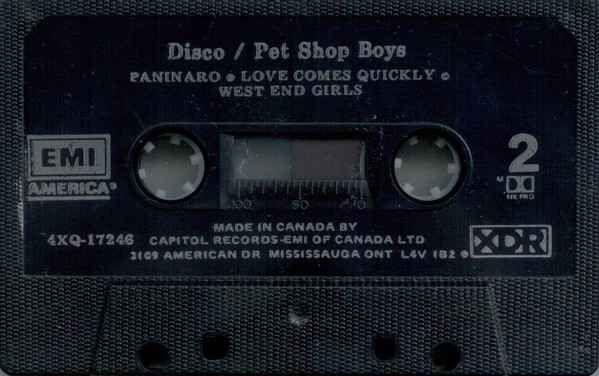 Disco / Pet Shop Boys
PANINARO ● LOVE COMES QUICKLY ●
WEST END GIRLS
EMI
AMERICA®
2
100 50
MADE IN CANADA BY
4XQ-17246 CAPITOL RECORDS-EMI OF CANADA LTD
3109 AMERICAN DR MISSISSAUGA ONT L4V 1B2 ●
XDR